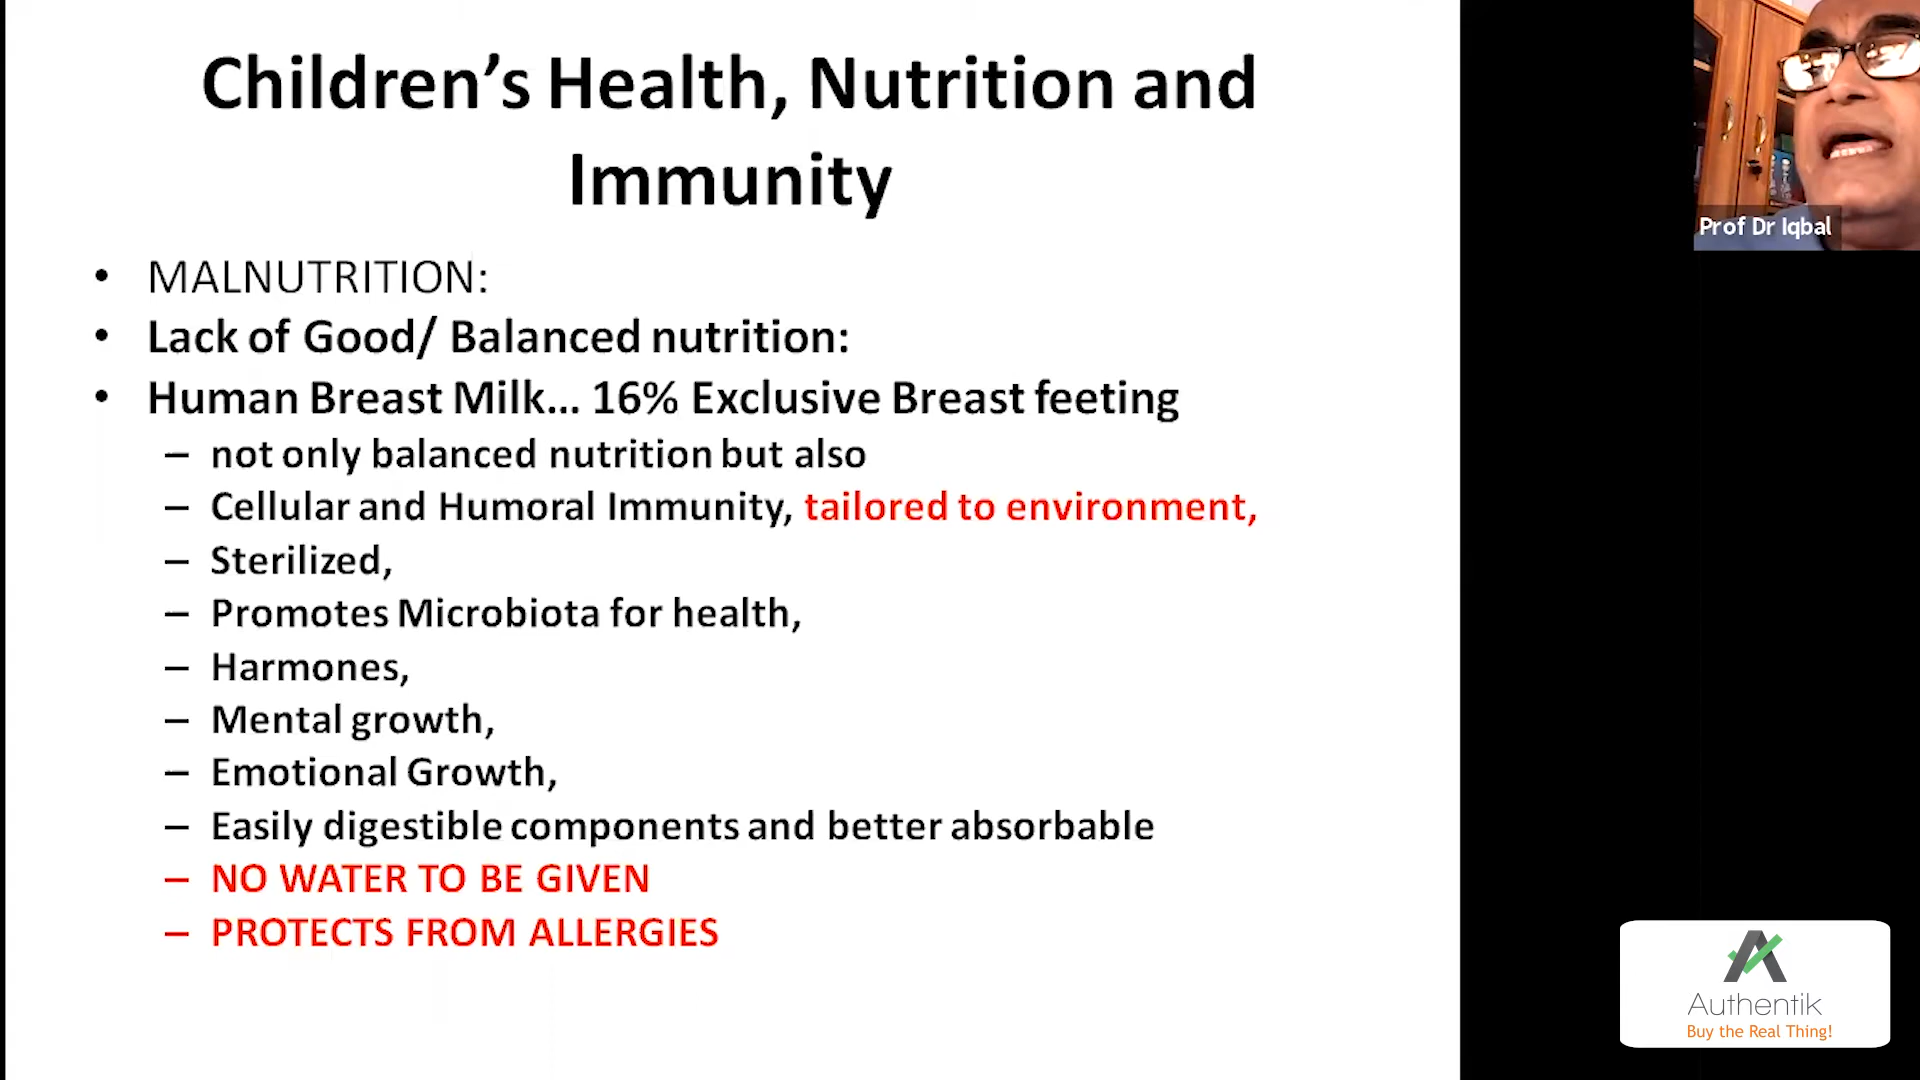 Children’s Health, Nutrition and
Immunity
• MALNUTRITION:
• Lack of Good/ Balanced nutrition:
• Human Breast Milk... 16% Exclusive Breast feeting
– not only balanced nutrition but also
– Cellular and Humoral Immunity, tailored to environment,
– Sterilized,
– Promotes Microbiota for health,
– Harmones,
– Mental growth,
– Emotional Growth,
– Easily digestible components and better absorbable
– NO WATER TO BE GIVEN
– PROTECTS FROM ALLERGIES
Prof Dr Iqbal
Authentik
Buy the Real Thing!